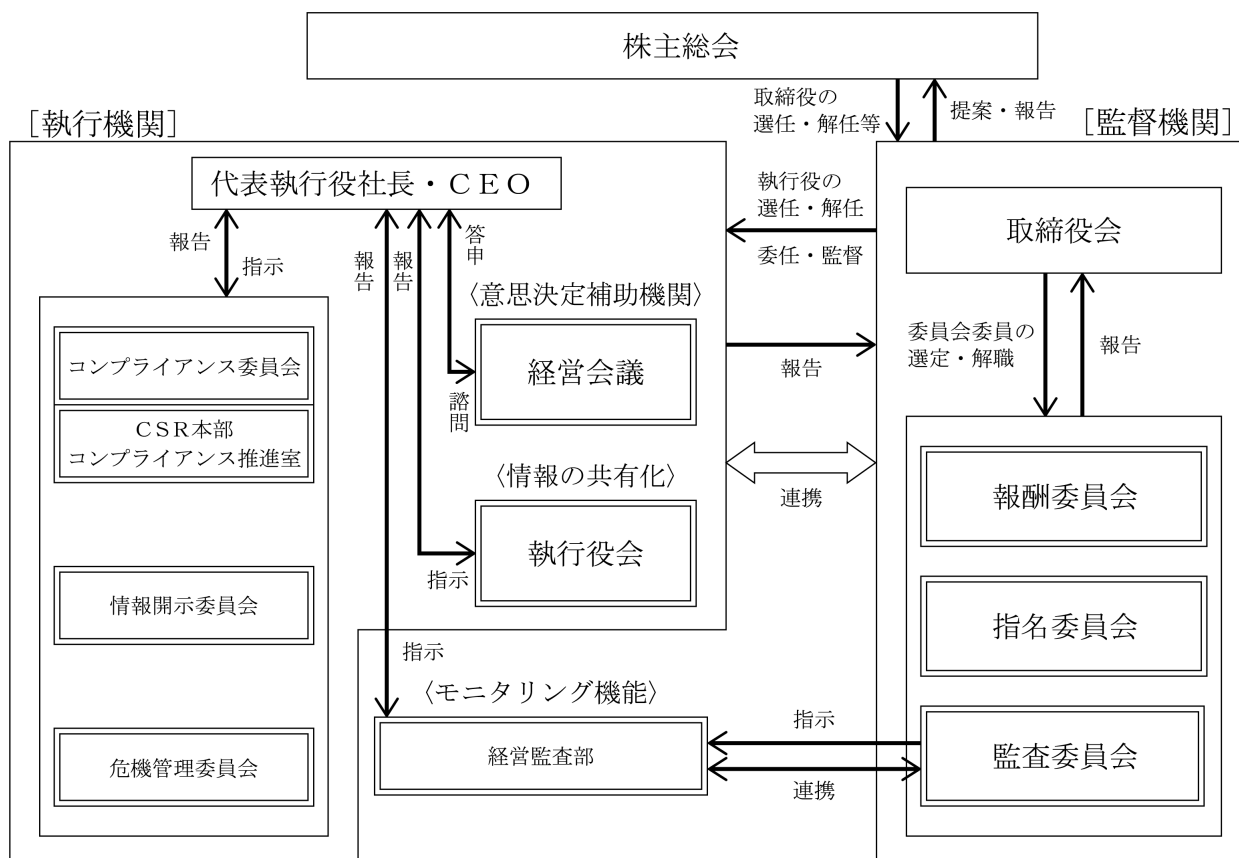 株主総会
取締役の
選任・解任等
提案・報告
［執行機関］
［監督機関］
代表執行役社長・ＣＥＯ
執行役の
選任・解任
委任・監督
取締役会
報告
指示
報告
報告
答申
〈意思決定補助機関〉
経営会議
諮問
報告
委員会委員の
選定・解職
報告
コンプライアンス委員会
ＣＳＲ本部
コンプライアンス推進室
〈情報の共有化〉
執行役会
指示
連携
報酬委員会
情報開示委員会
指名委員会
指示
〈モニタリング機能〉
経営監査部
指示
連携
監査委員会
危機管理委員会